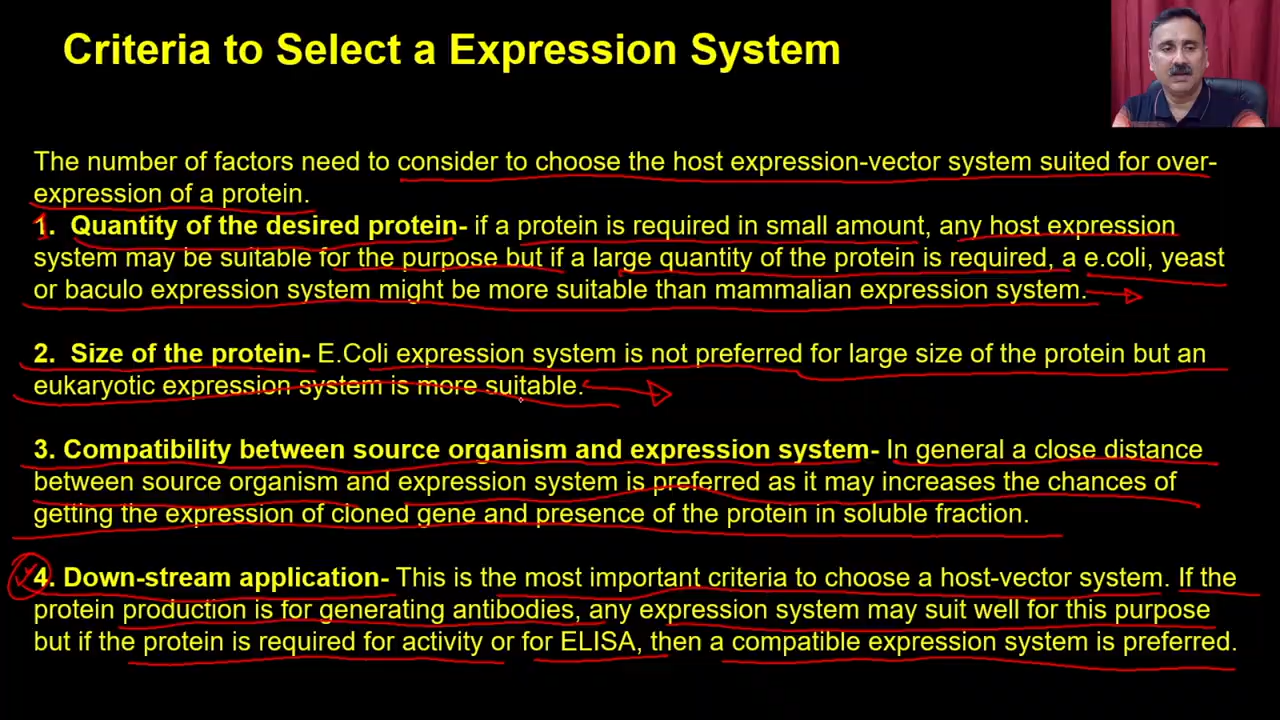 Criteria to Select a Expression System
The number of factors need to consider to choose the host expression-vector system suited for over-
expression of a protein.
1. Quantity of the desired protein- if a protein is required in small amount, any host expression
system may be suitable for the purpose but if a large quantity of the protein is required, a e.coli, yeast
or baculo expression system might be more suitable than mammalian expression system.
2. Size of the protein- E.Coli expression system is not preferred for large size of the protein but an
eukaryotic expression system is more suitable.
3. Compatibility between source organism and expression system- In general a close distance
between source organism and expression system is preferred as it may increases the chances of
getting the expression of cloned gene and presence of the protein in soluble fraction.
4. Down-stream application- This is the most important criteria to choose a host-vector system. If the
protein production is for generating antibodies, any expression system may suit well for this purpose
but if the protein is required for activity or for ELISA, then a compatible expression system is preferred.